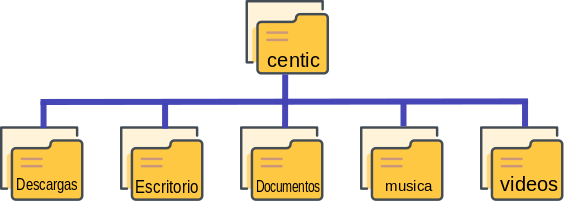 centic
Descargas
Escritorio
Documentos
musica
videos